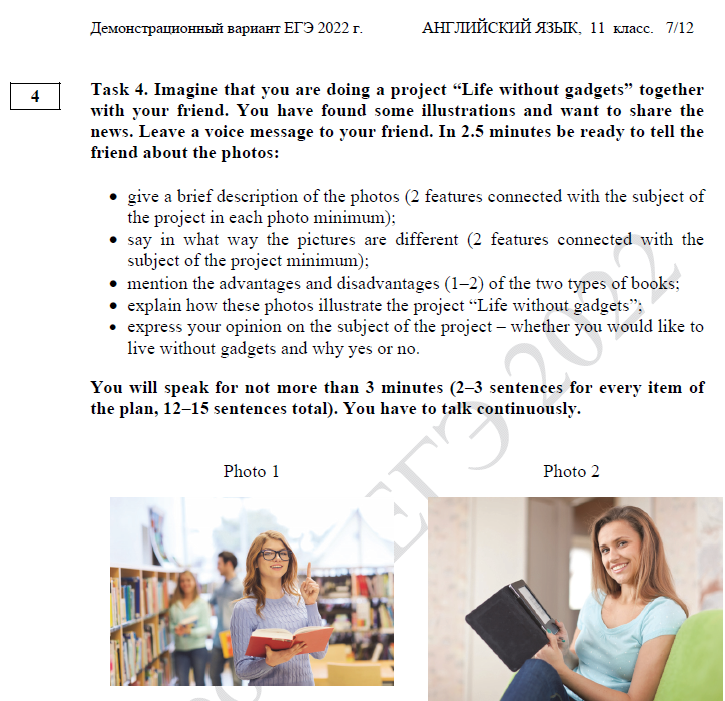 Демонстрационный вариант ЕГЭ 2022 г. АНГЛИЙСКИЙ ЯЗЫК, 11 класс. 7/12
4
Task 4. Imagine that you are doing a project “Life without gadgets” together
with your friend. You have found some illustrations and want to share the
news. Leave a voice message to your friend. In 2.5 minutes be ready to tell the
friend about the photos:
• give a brief description of the photos (2 features connected with the subject of
the project in each photo minimum);
• say in what way the pictures are different (2 features connected with the
subject of the project minimum);
• mention the advantages and disadvantages (1–2) of the two types of books;
• explain how these photos illustrate the project “Life without gadgets”;
• express your opinion on the subject of the project – whether you would like to
live without gadgets and why yes or no.
You will speak for not more than 3 minutes (2–3 sentences for every item of
the plan, 12–15 sentences total). You have to talk continuously.
Photo 1 Photo 2
ЕГЭ 2022